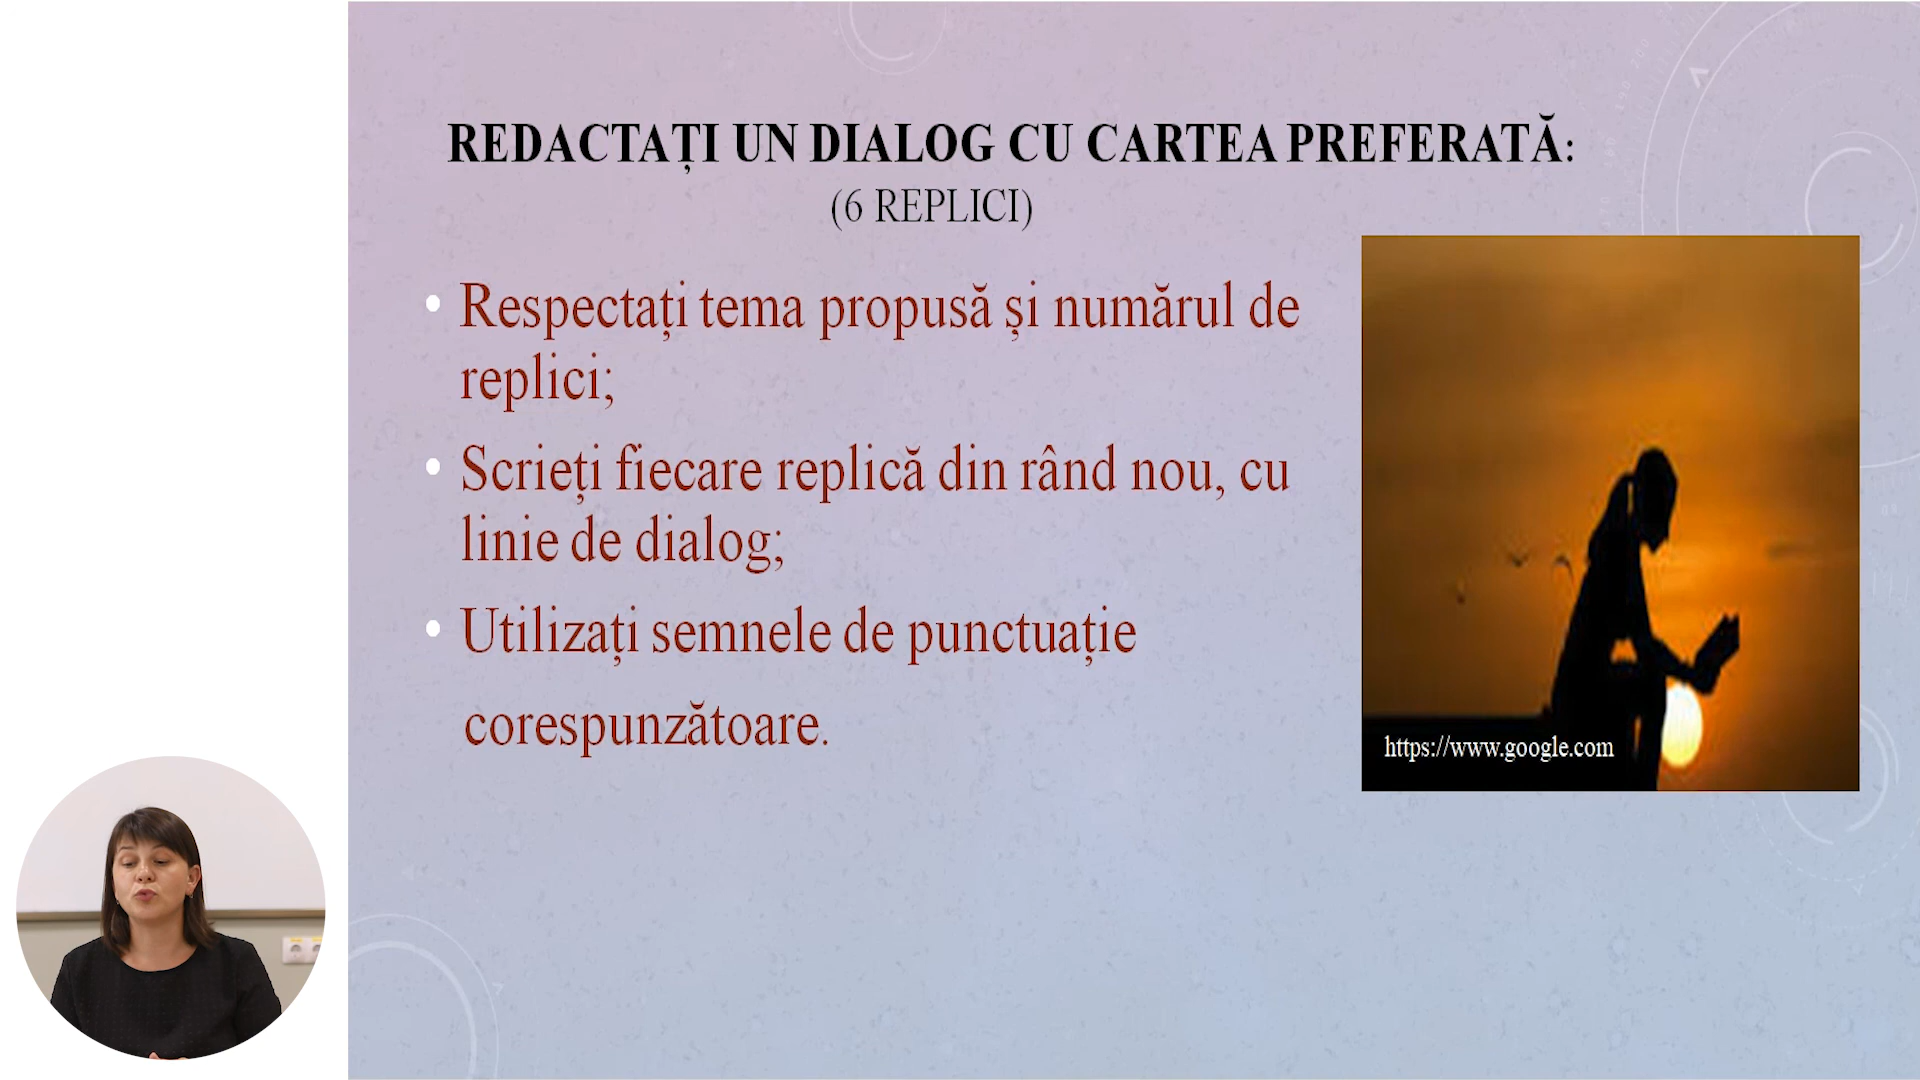 REDACTAȚI UN DIALOG CU CARTEA PREFERATĂ:
(6 REPLICI)
• Respectați tema propusă și numărul de
replici;
• Scrieți fiecare replică din rând nou, cu
linie de dialog;
• Utilizați semnele de punctuație
corespunzătoare.
https://www.google.com